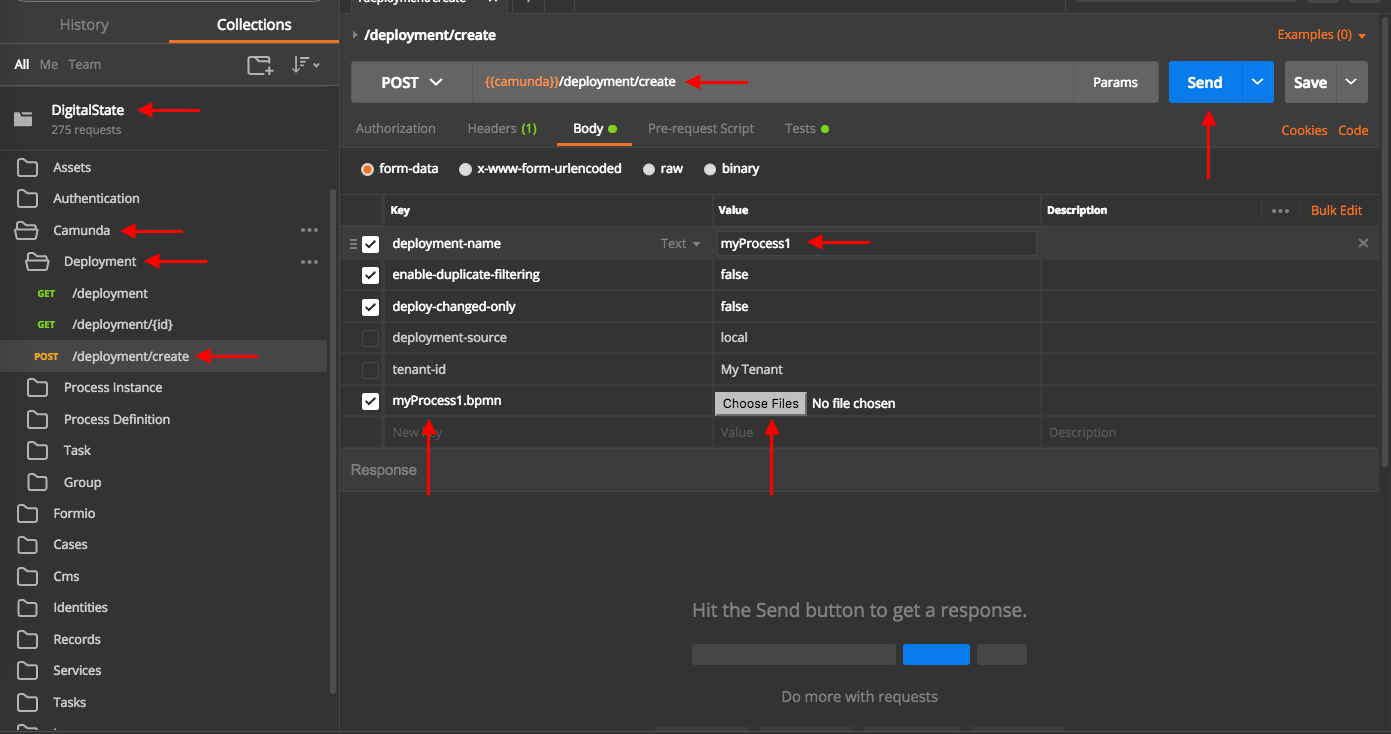 History Collections
All Me Team
DigitalState
275 requests
Assets
Authentication
Camunda
Deployment
GET /deployment
GET /deployment/{id}
POST /deployment/create
Process Instance
Process Definition
Task
Group
Formio
Cases
Cms
Identities
Records
Services
Tasks
/deployment/create
/deployment/create Examples (0)
POST {{camunda}}/deployment/create Params Send Save
Authorization Headers (1) Body Pre-request Script Tests Cookies Code
form-data x-www-form-urlencoded raw binary
Key Value Description Bulk Edit
deployment-name Text myProcess1
enable-duplicate-filtering false
deploy-changed-only false
deployment-source local
tenant-id My Tenant
myProcess1.bpmn Choose Files No file chosen
New Key Value Description
Response
Hit the Send button to get a response.
Do more with requests